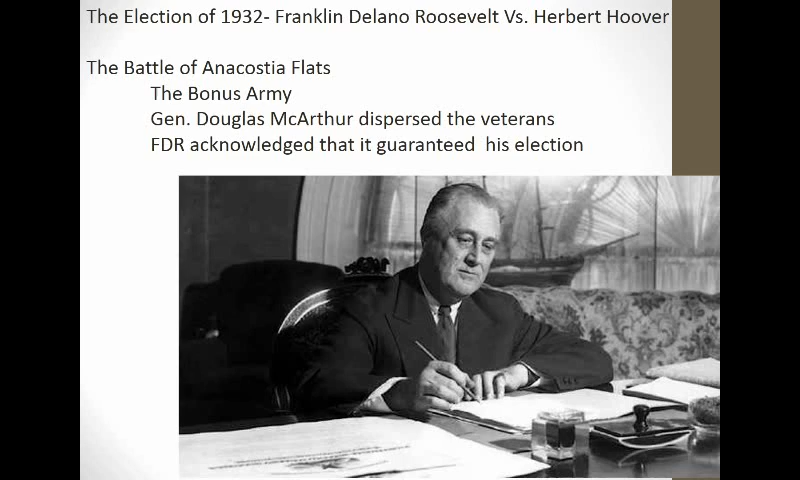 The Election of 1932- Franklin Delano Roosevelt Vs. Herbert Hoover
The Battle of Anacostia Flats
The Bonus Army
Gen. Douglas McArthur dispersed the veterans
FDR acknowledged that it guaranteed his election